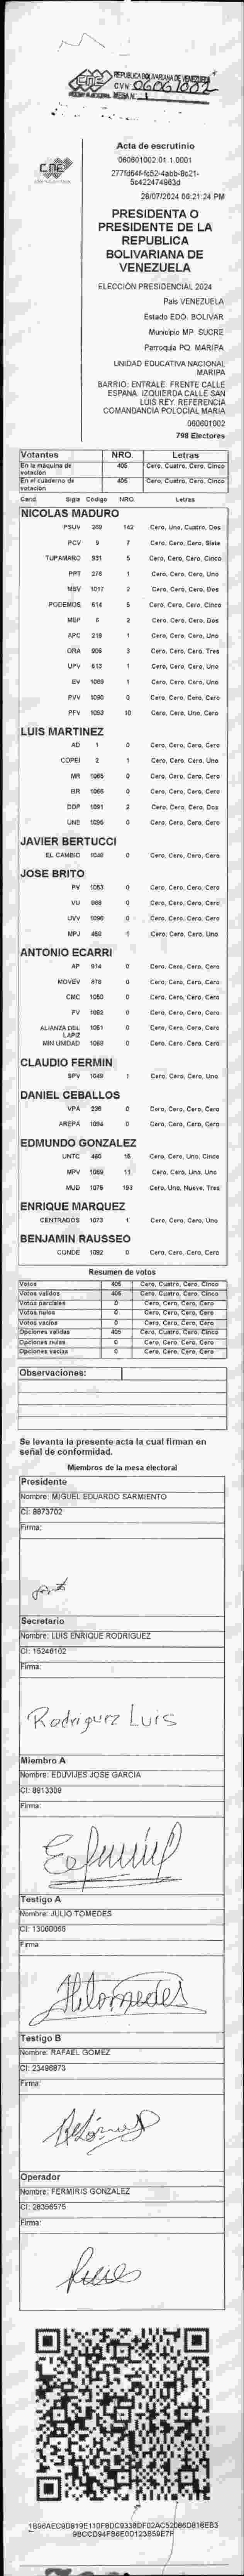 CNE
REPUBLICA BOLIVARIANA DE VENEZUELA
CVN 06061002
MESA N° 1
CNE
Acta de escrutinio
060601002.01.1.0001
277fd64f-fc52-4abb-8c21-
5c422474963d
28/07/2024 06:21:24 PM
PRESIDENTA O
PRESIDENTE DE LA
REPUBLICA
BOLIVARIANA DE
VENEZUELA
ELECCIÓN PRESIDENCIAL 2024
País VENEZUELA
Estado EDO. BOLIVAR
Municipio MP. SUCRE
Parroquia PQ. MARIPA
UNIDAD EDUCATIVA NACIONAL
MARIPA
BARRIO: ENTRALE. FRENTE CALLE
ESPANA. IZQUIERDA CALLE SAN
LUIS REY. REFERENCIA
COMANDANCIA POLOCIAL MARIA
060601002
798 Electores
Votantes NRO. Letras
En la máquina de votación 405 Cero, Cuatro, Cero, Cinco
En el cuaderno de votación 405 Cero, Cuatro, Cero, Cinco
Cand. Sigla Código NRO. Letras
NICOLAS MADURO
PSUV 269 142 Cero, Uno, Cuatro, Dos
PCV 9 7 Cero, Cero, Cero, Siete
TUPAMARO 931 5 Cero, Cero, Cero, Cinco
PPT 276 1 Cero, Cero, Cero, Uno
MSV 1017 2 Cero, Cero, Cero, Dos
PODEMOS 514 5 Cero, Cero, Cero, Cinco
MEP 6 2 Cero, Cero, Cero, Dos
APC 219 1 Cero, Cero, Cero, Uno
ORA 906 3 Cero, Cero, Cero, Tres
UPV 513 1 Cero, Cero, Cero, Uno
EV 1089 1 Cero, Cero, Cero, Uno
PVV 1090 0 Cero, Cero, Cero, Cero
PFV 1053 10 Cero, Cero, Uno, Cero
LUIS MARTINEZ
AD 1 0 Cero, Cero, Cero, Cero
COPEI 2 1 Cero, Cero, Cero, Uno
MR 1065 0 Cero, Cero, Cero, Cero
BR 1066 0 Cero, Cero, Cero, Cero
DDP 1091 2 Cero, Cero, Cero, Dos
UNE 1095 0 Cero, Cero, Cero, Cero
JAVIER BERTUCCI
EL CAMBIO 1048 0 Cero, Cero, Cero, Cero
JOSE BRITO
PV 1063 0 Cero, Cero, Cero, Cero
VU 868 0 Cero, Cero, Cero, Cero
UVV 1096 0 Cero, Cero, Cero, Cero
MPJ 450 1 Cero, Cero, Cero, Uno
ANTONIO ECARRI
AP 914 0 Cero, Cero, Cero, Cero
MOVEV 878 0 Cero, Cero, Cero, Cero
CMC 1050 0 Cero, Cero, Cero, Cero
FV 1082 0 Cero, Cero, Cero, Cero
ALIANZA DEL LAPIZ 1051 0 Cero, Cero, Cero, Cero
MIN UNIDAD 1068 0 Cero, Cero, Cero, Cero
CLAUDIO FERMIN
SPV 1049 1 Cero, Cero, Cero, Uno
DANIEL CEBALLOS
VPA 236 0 Cero, Cero, Cero, Cero
AREPA 1094 0 Cero, Cero, Cero, Cero
EDMUNDO GONZALEZ
UNTC 460 15 Cero, Cero, Uno, Cinco
MPV 1069 11 Cero, Cero, Uno, Uno
MUD 1075 193 Cero, Uno, Nueve, Tres
ENRIQUE MARQUEZ
CENTRADOS 1073 1 Cero, Cero, Cero, Uno
BENJAMIN RAUSSEO
CONDE 1092 0 Cero, Cero, Cero, Cero
Resumen de votos
Votos 405 Cero, Cuatro, Cero, Cinco
Votos validos 405 Cero, Cuatro, Cero, Cinco
Votos parciales 0 Cero, Cero, Cero, Cero
Votos nulos 0 Cero, Cero, Cero, Cero
Votos vacios 0 Cero, Cero, Cero, Cero
Opciones validas 405 Cero, Cuatro, Cero, Cinco
Opciones nulas 0 Cero, Cero, Cero, Cero
Opciones vacias 0 Cero, Cero, Cero, Cero
Observaciones:
Se levanta la presente acta la cual firman en
señal de conformidad.
Miembros de la mesa electoral
Presidente
Nombre: MIGUEL EDUARDO SARMIENTO
CI: 8873702
Firma:
Secretario
Nombre: LUIS ENRIQUE RODRIGUEZ
CI: 15246102
Firma:
Rodriguez Luis
Miembro A
Nombre: EDUVIJES JOSE GARCIA
CI: 8913309
Firma:
Testigo A
Nombre: JULIO TOMEDES
CI: 13060066
Firma:
Testigo B
Nombre: RAFAEL GOMEZ
CI: 23496873
Firma:
Operador
Nombre: FERMIRIS GONZALEZ
CI: 28356575
Firma: